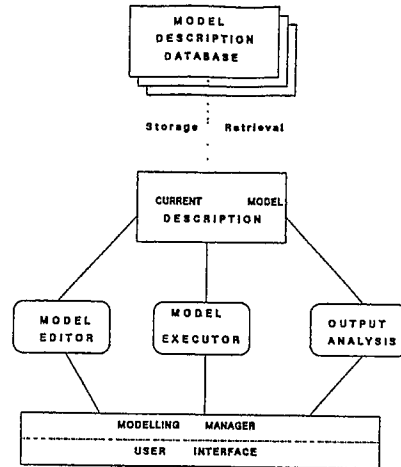 MODEL
DESCRIPTION
DATABASE
Storage Retrieval
CURRENT MODEL
DESCRIPTION
MODEL
EDITOR
MODEL
EXECUTOR
OUTPUT
ANALYSIS
MODELLING MANAGER
USER INTERFACE